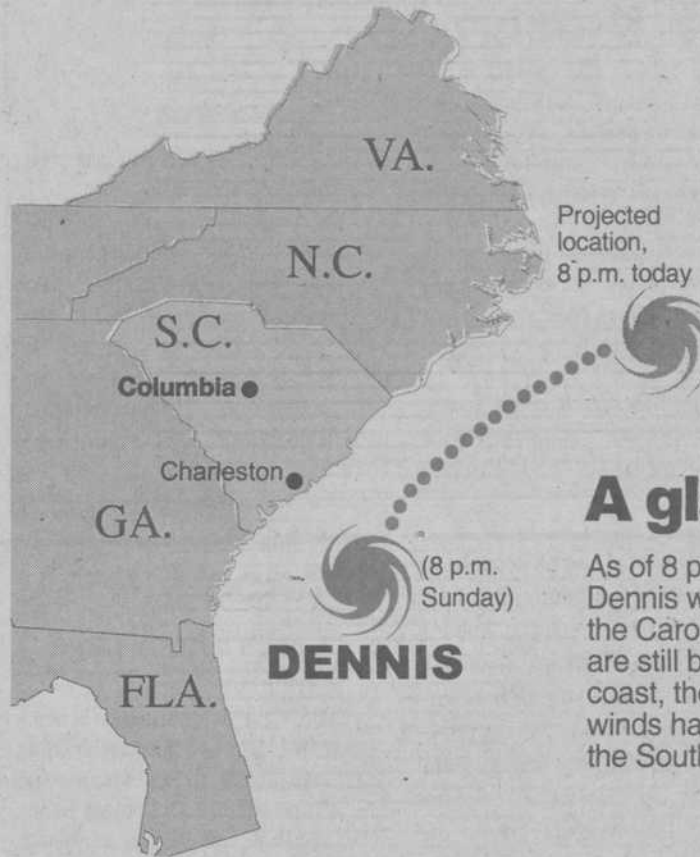 VA.
Projected
location,
8 p.m. today
N.C.
S.C.
Columbia
Charleston
GA.
(8 p.m.
Sunday)
DENNIS
FLA.
A gl
As of 8 p
Dennis w
the Caro
are still b
coast, the
winds ha
the South